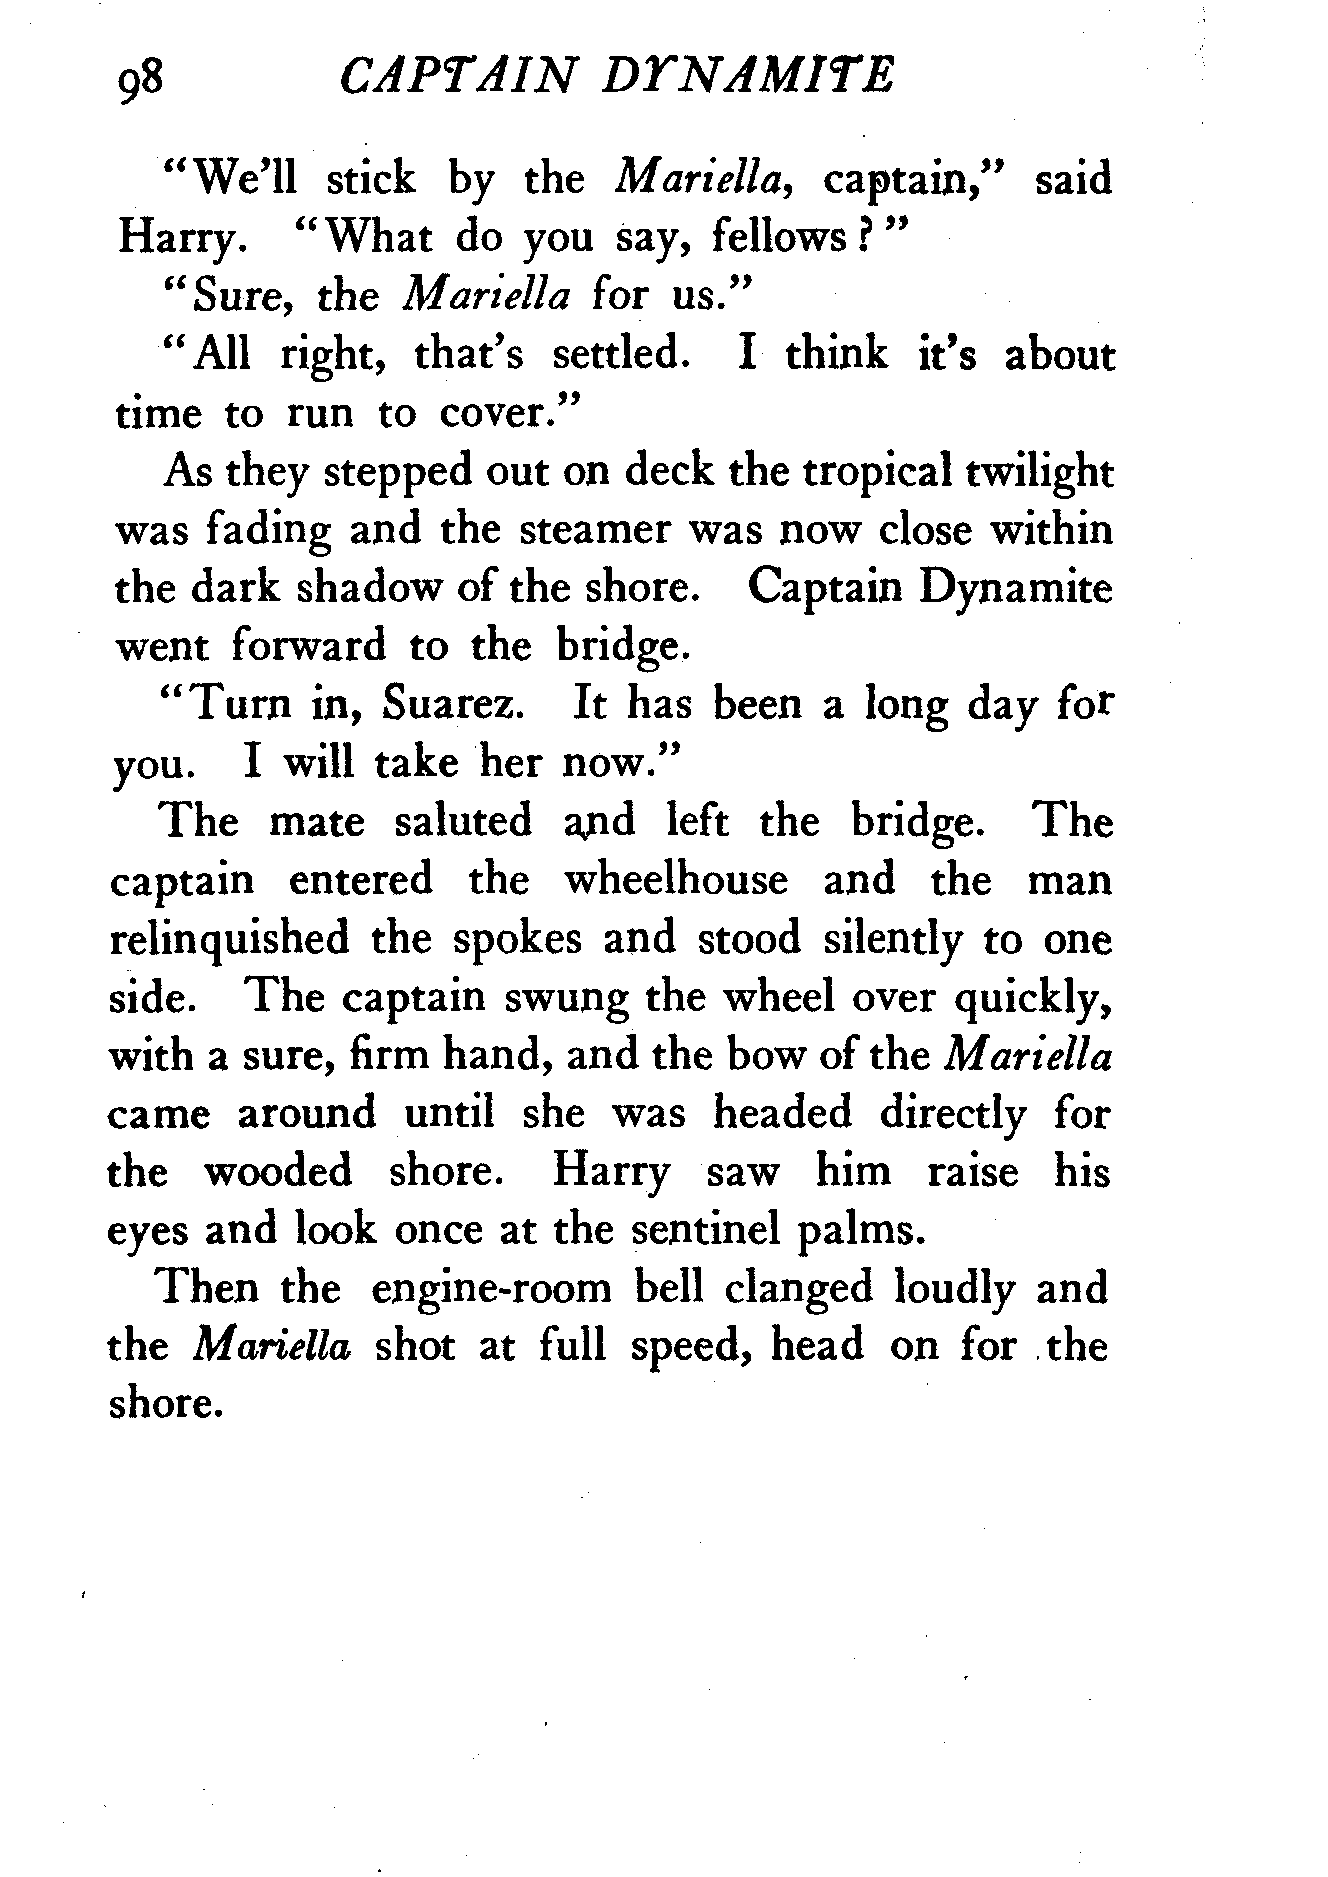 98 CAPTAIN DYNAMITE
“We’ll stick by the Mariella, captain,” said
Harry. “What do you say, fellows?”
“Sure, the Mariella for us.”
“All right, that’s settled. I think it’s about
time to run to cover.”
As they stepped out on deck the tropical twilight
was fading and the steamer was now close within
the dark shadow of the shore. Captain Dynamite
went forward to the bridge.
“Turn in, Suarez. It has been a long day for
you. I will take her now.”
The mate saluted and left the bridge. The
captain entered the wheelhouse and the man
relinquished the spokes and stood silently to one
side. The captain swung the wheel over quickly,
with a sure, firm hand, and the bow of the Mariella
came around until she was headed directly for
the wooded shore. Harry saw him raise his
eyes and look once at the sentinel palms.
Then the engine-room bell clanged loudly and
the Mariella shot at full speed, head on for the
shore.